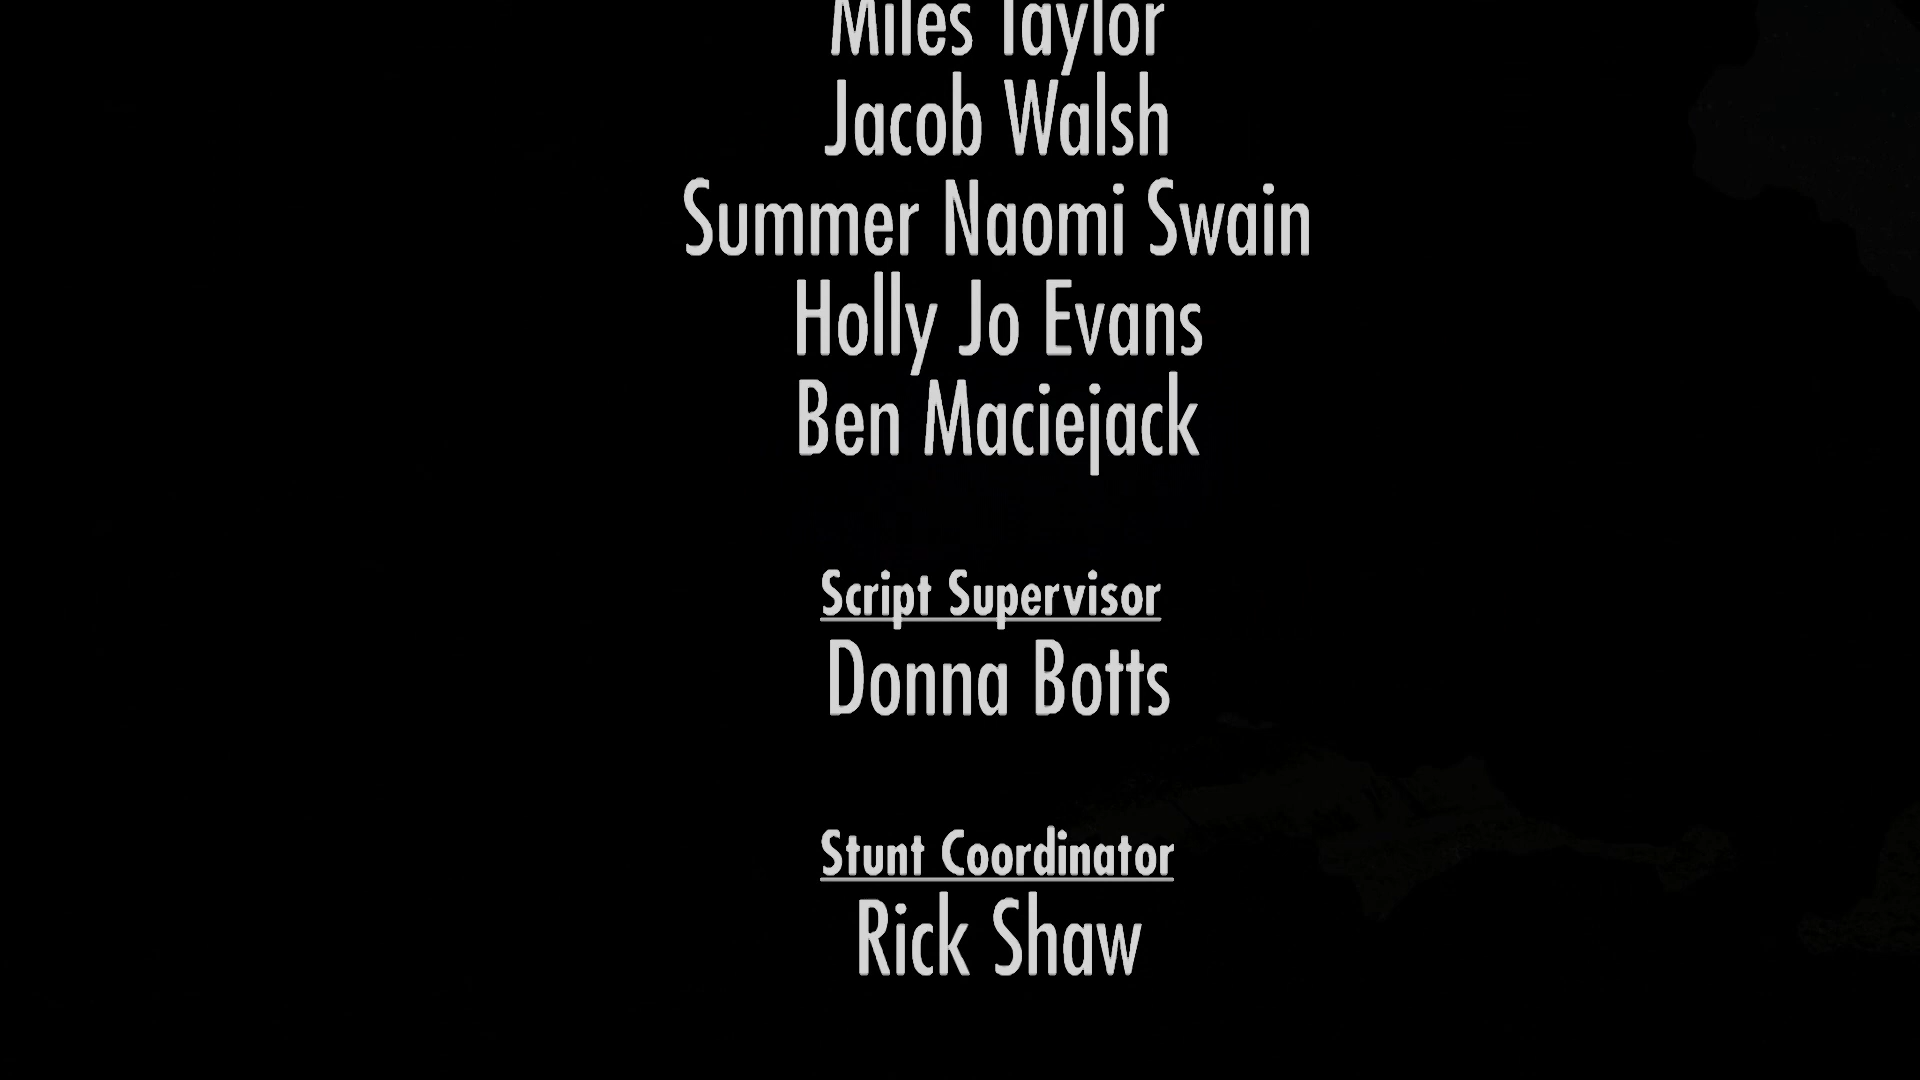 Miles Taylor
Jacob Walsh
Summer Naomi Swain
Holly Jo Evans
Ben Maciejack
Script Supervisor
Donna Botts
Stunt Coordinator
Rick Shaw